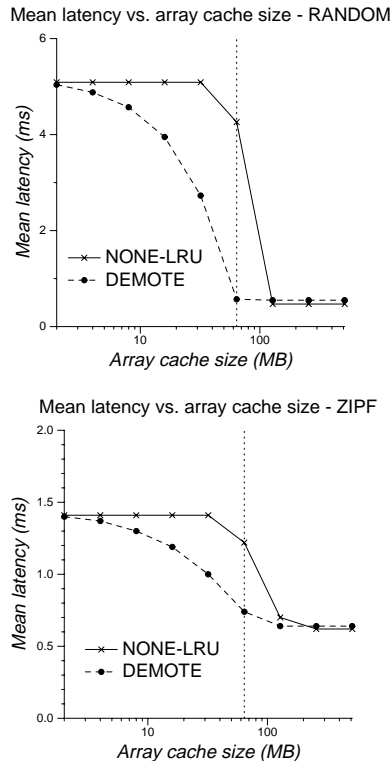 Mean latency vs. array cache size - RANDOM
6
4
2
0
Mean latency (ms)
NONE-LRU
DEMOTE
10
100
Array cache size (MB)
Mean latency vs. array cache size - ZIPF
2.0
1.5
1.0
0.5
0.0
Mean latency (ms)
NONE-LRU
DEMOTE
10
100
Array cache size (MB)